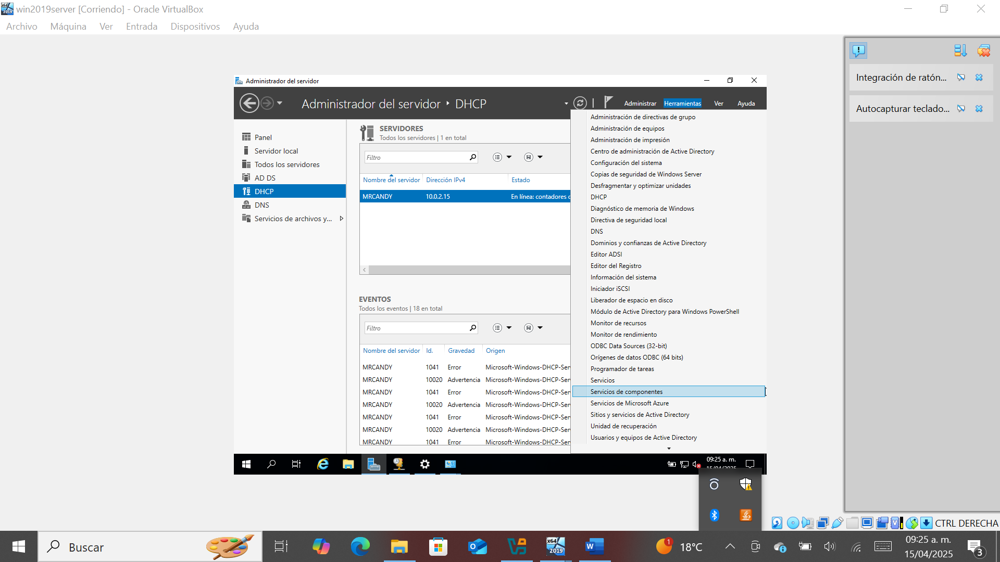 win2019server [Corriendo] - Oracle VirtualBox
Archivo Máquina Ver Entrada Dispositivos Ayuda
Integración de ratón...
Autocapturar teclado...
Administrador del servidor
Administrador del servidor DHCP
Administrar Herramientas Ver Ayuda
Panel
Servidor local
Todos los servidores
AD DS
DHCP
DNS
Servicios de archivos y...
SERVIDORES
Todos los servidores | 1 en total
Filtro
Nombre del servidor Dirección IPv4 Estado
MRCANDY 10.0.2.15 En línea: contadores
EVENTOS
Todos los eventos | 18 en total
Filtro
Nombre del servidor Id. Gravedad Origen
MRCANDY 1041 Error Microsoft-Windows-DHCP-Ser
MRCANDY 10020 Advertencia Microsoft-Windows-DHCP-Ser
MRCANDY 1041 Error Microsoft-Windows-DHCP-Ser
MRCANDY 10020 Advertencia Microsoft-Windows-DHCP-Ser
MRCANDY 1041 Error Microsoft-Windows-DHCP-Ser
MRCANDY 10020 Advertencia Microsoft-Windows-DHCP-Ser
MRCANDY 1041 Error Microsoft-Windows-DHCP-Ser
Administración de directivas de grupo
Administración de equipos
Administración de impresión
Centro de administración de Active Directory
Configuración del sistema
Copias de seguridad de Windows Server
Desfragmentar y optimizar unidades
DHCP
Diagnóstico de memoria de Windows
Directiva de seguridad local
DNS
Dominios y confianzas de Active Directory
Editor ADSI
Editor del Registro
Información del sistema
Iniciador iSCSI
Liberador de espacio en disco
Módulo de Active Directory para Windows PowerShell
Monitor de recursos
Monitor de rendimiento
ODBC Data Sources (32-bit)
Orígenes de datos ODBC (64 bits)
Programador de tareas
Servicios
Servicios de componentes
Servicios de Microsoft Azure
Sitios y servicios de Active Directory
Unidad de recuperación
Usuarios y equipos de Active Directory
09:25 a. m.
15/04/2025
CTRL DERECHA
Buscar
x64
2019
1
18°C
09:25 a. m.
15/04/2025
3